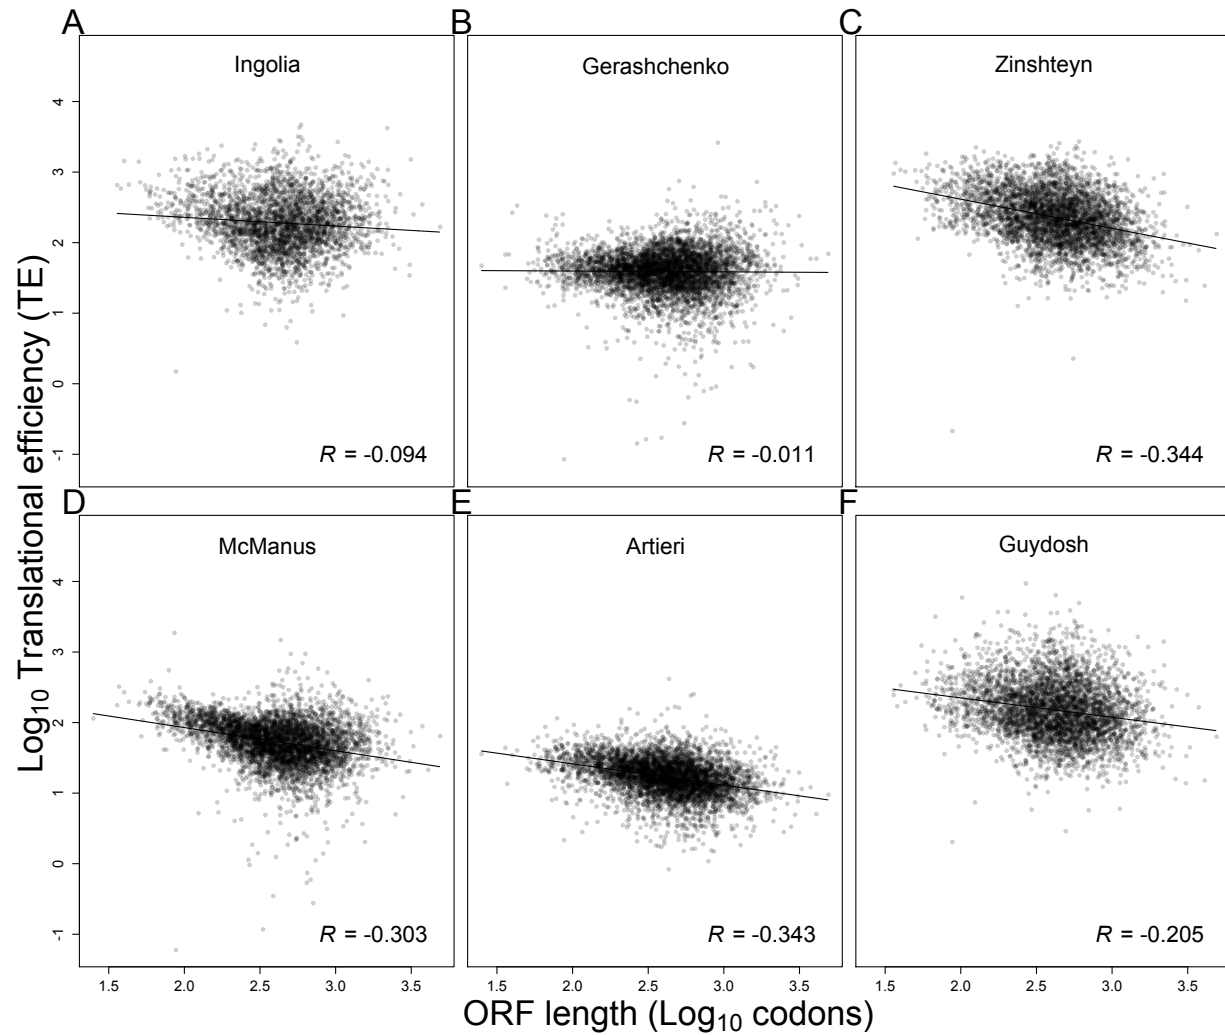 A
B
C
Ingolia
Gerashchenko
Zinshteyn
4
3
2
1
0
-1
R = -0.094
R = -0.011
R = -0.344
D
E
F
McManus
Artieri
Guydosh
4
3
2
1
0
-1
R = -0.303
R = -0.343
R = -0.205
1.5 2.0 2.5 3.0 3.5
1.5 2.0 2.5 3.0 3.5
1.5 2.0 2.5 3.0 3.5
Log₁₀ Translational efficiency (TE)
ORF length (Log₁₀ codons)